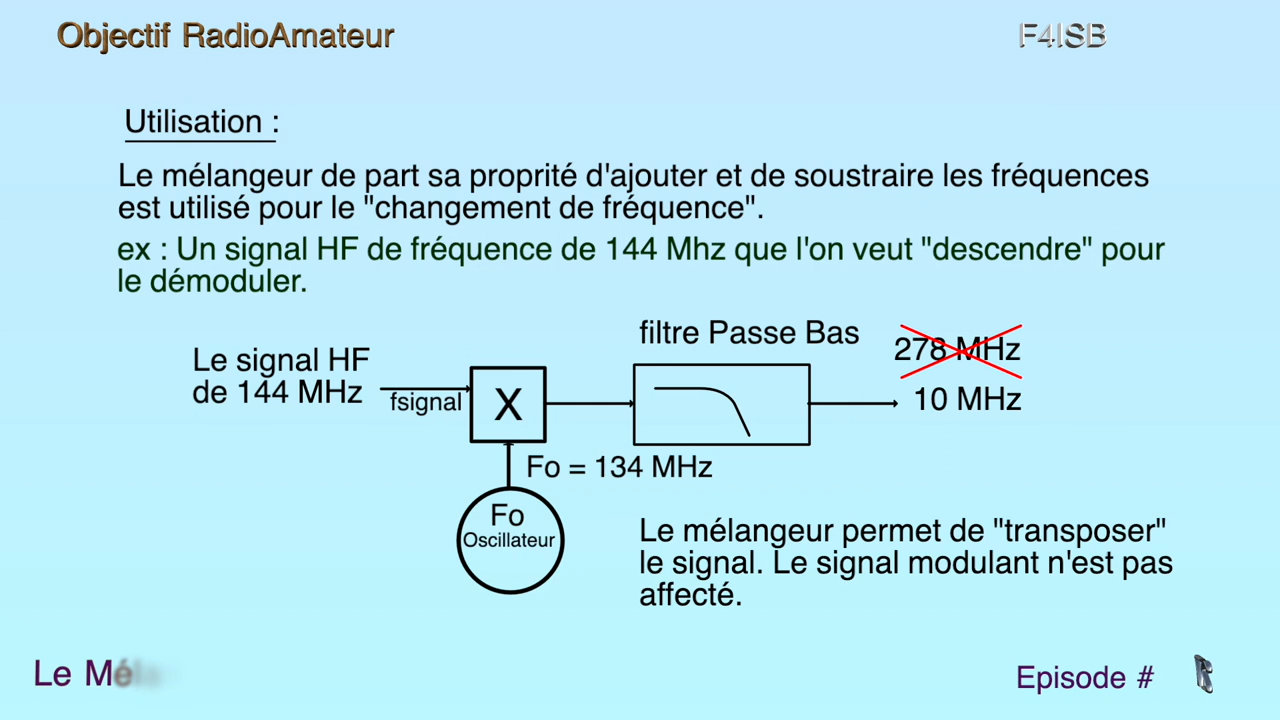 Objectif RadioAmateur
F4ISB
Utilisation :
Le mélangeur de part sa proprité d'ajouter et de soustraire les fréquences
est utilisé pour le "changement de fréquence".
ex : Un signal HF de fréquence de 144 Mhz que l'on veut "descendre" pour
le démoduler.
filtre Passe Bas
278 MHz
Le signal HF
de 144 MHz
fsignal
X
10 MHz
Fo = 134 MHz
Fo
Oscillateur
Le mélangeur permet de "transposer"
le signal. Le signal modulant n'est pas
affecté.
Le
Episode #